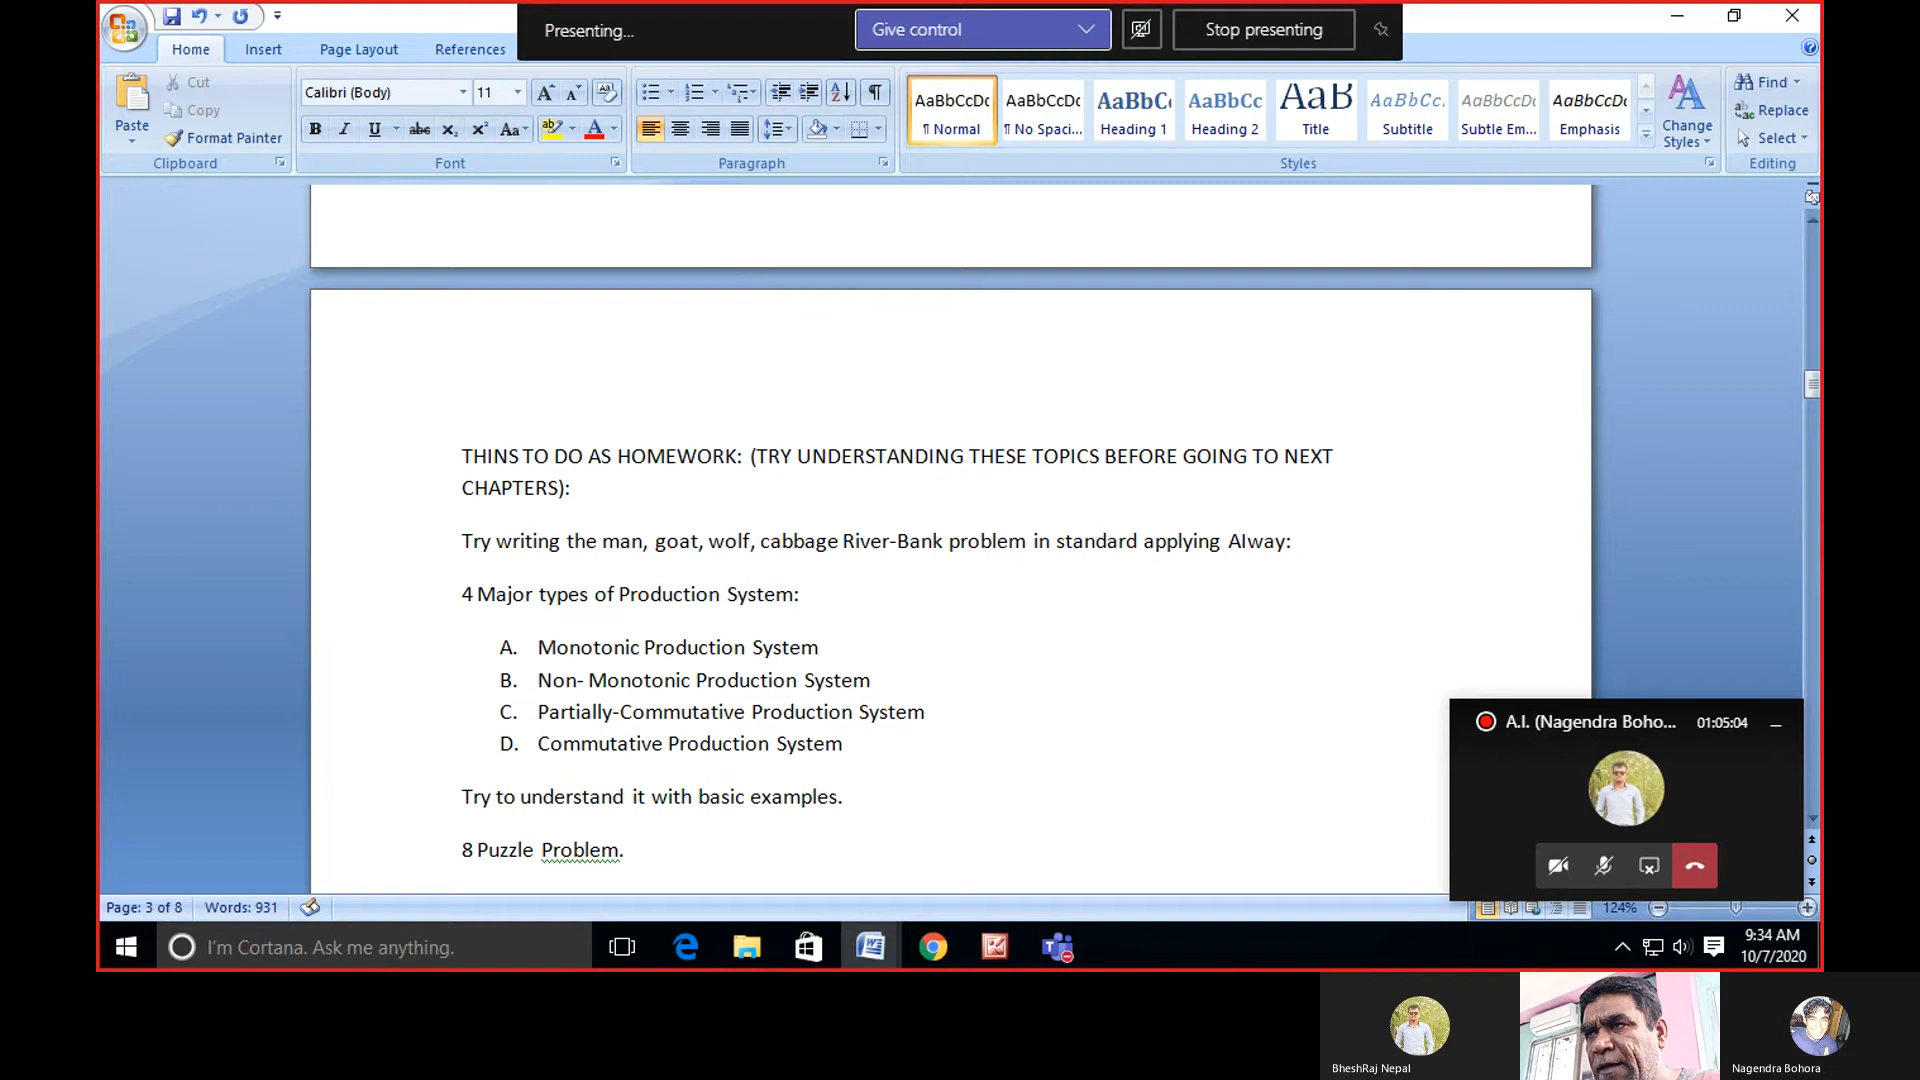 Presenting...
Give control
Stop presenting
Home
Insert
Page Layout
References
Paste
Cut
Copy
Format Painter
Clipboard
Calibri (Body)
11
Font
Paragraph
AaBbCcDc
¶ Normal
AaBbCcDc
¶ No Spaci...
AaBbC
Heading 1
AaBbCc
Heading 2
AaB
Title
AaBbCc.
Subtitle
AaBbCcDc
Subtle Em...
AaBbCcDc
Emphasis
Change
Styles
Styles
Find
Replace
Select
Editing
THINS TO DO AS HOMEWORK: (TRY UNDERSTANDING THESE TOPICS BEFORE GOING TO NEXT
CHAPTERS):
Try writing the man, goat, wolf, cabbage River-Bank problem in standard applying AIway:
4 Major types of Production System:
A. Monotonic Production System
B. Non- Monotonic Production System
C. Partially-Commutative Production System
D. Commutative Production System
Try to understand it with basic examples.
8 Puzzle Problem.
A.I. (Nagendra Boho...
01:05:04
Page: 3 of 8
Words: 931
124%
I'm Cortana. Ask me anything.
9:34 AM
10/7/2020
BheshRaj Nepal
Nagendra Bohora